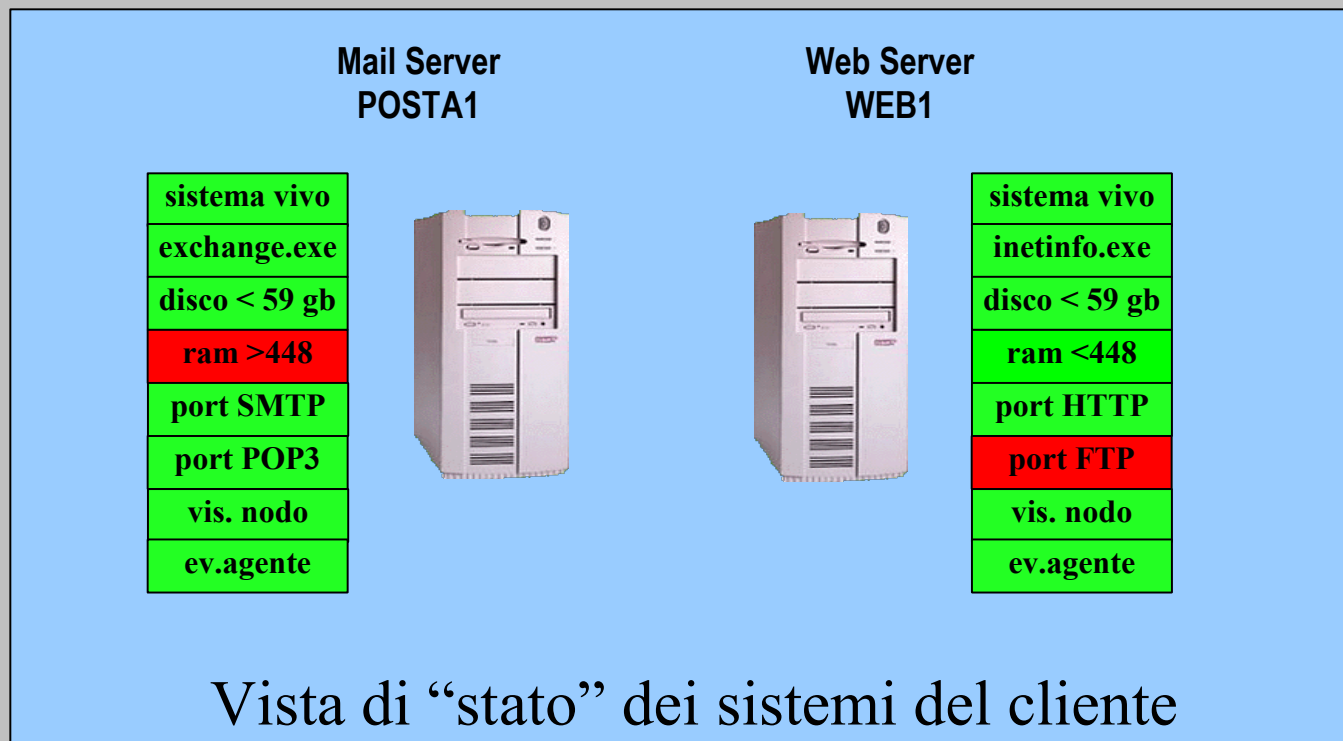 Mail Server
POSTA1
Web Server
WEB1
sistema vivo
exchange.exe
disco < 59 gb
ram >448
port SMTP
port POP3
vis. nodo
ev.agente
sistema vivo
inetinfo.exe
disco < 59 gb
ram <448
port HTTP
port FTP
vis. nodo
ev.agente
Vista di “stato” dei sistemi del cliente